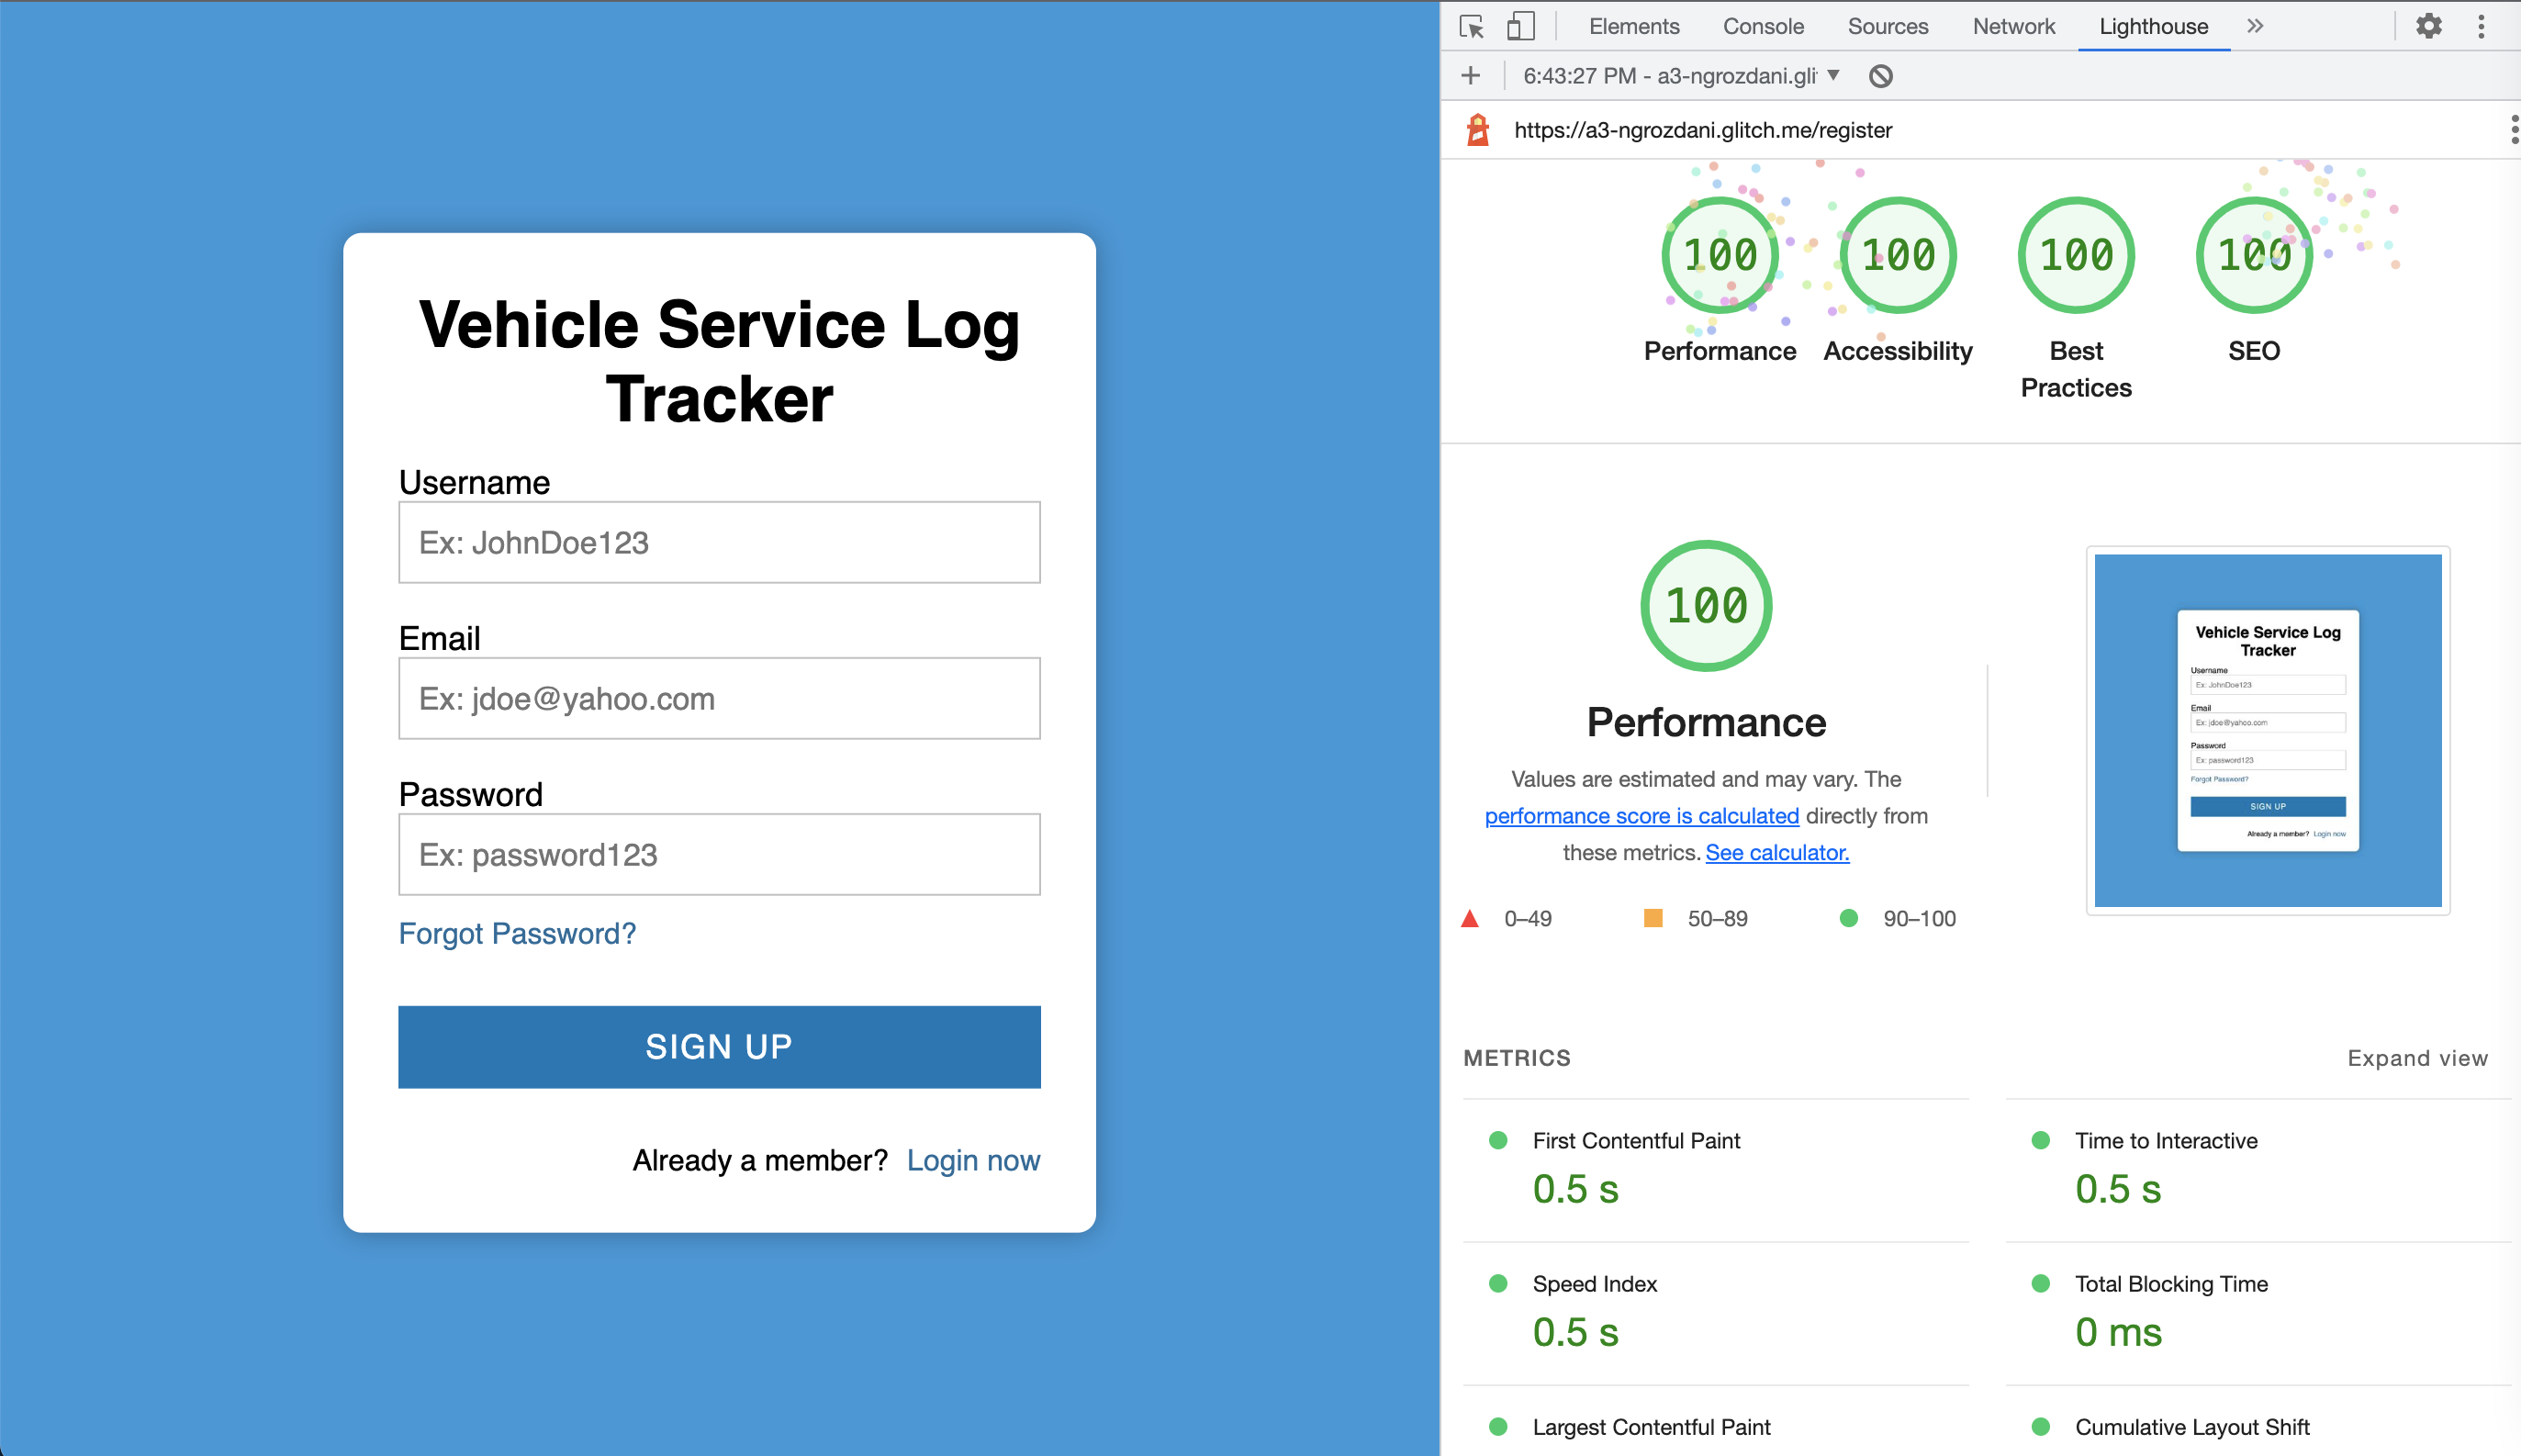 Vehicle Service Log
Tracker
Username
Ex: JohnDoe123
Email
Ex: jdoe@yahoo.com
Password
Ex: password123
Forgot Password?
SIGN UP
Already a member? Login now
Elements Console Sources Network Lighthouse
6:43:27 PM - a3-ngrozdani.gli
https://a3-ngrozdani.glitch.me/register
100 100 100 100
Performance Accessibility Best Practices SEO
100
Performance
Values are estimated and may vary. The
performance score is calculated directly from
these metrics. See calculator.
0–49 50–89 90–100
Vehicle Service Log
Tracker
Username
Ex: JohnDoe123
Email
Ex: jdoe@yahoo.com
Password
Ex: password123
Forgot Password?
SIGN UP
Already a member? Login now
METRICS Expand view
First Contentful Paint
0.5 s
Time to Interactive
0.5 s
Speed Index
0.5 s
Total Blocking Time
0 ms
Largest Contentful Paint
Cumulative Layout Shift